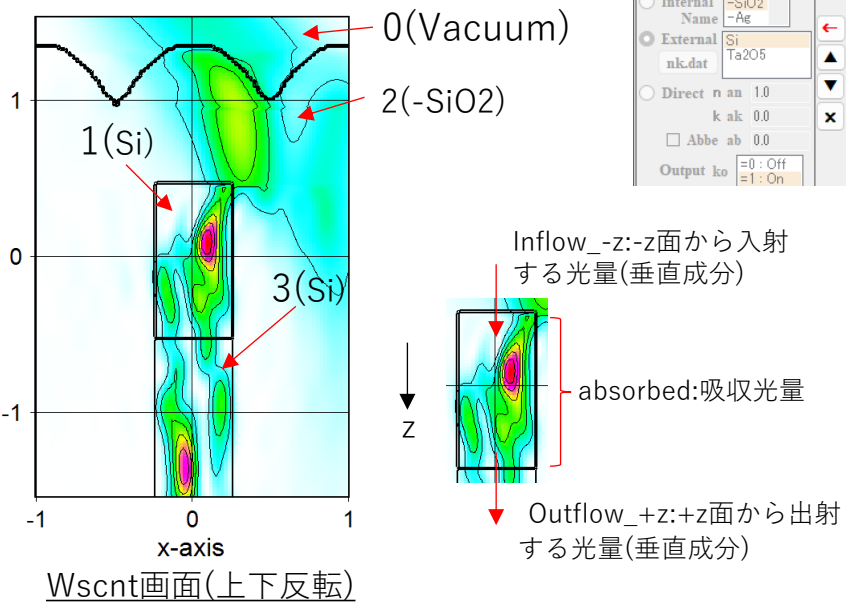 0(Vacuum)
2(-SiO2)
1(Si)
3(Si)
1
0
-1
-1
0
1
x-axis
Wscnt画面(上下反転)
z
Internal
Name
-SiO2
-Ag
External
nk.dat
Si
Ta2O5
Direct n an 1.0
k ak 0.0
Abbe ab 0.0
Output ko
=0 : Off
=1 : On
Inflow_-z:-z面から入射
する光量(垂直成分)
absorbed:吸収光量
Outflow_+z:+z面から出射
する光量(垂直成分)